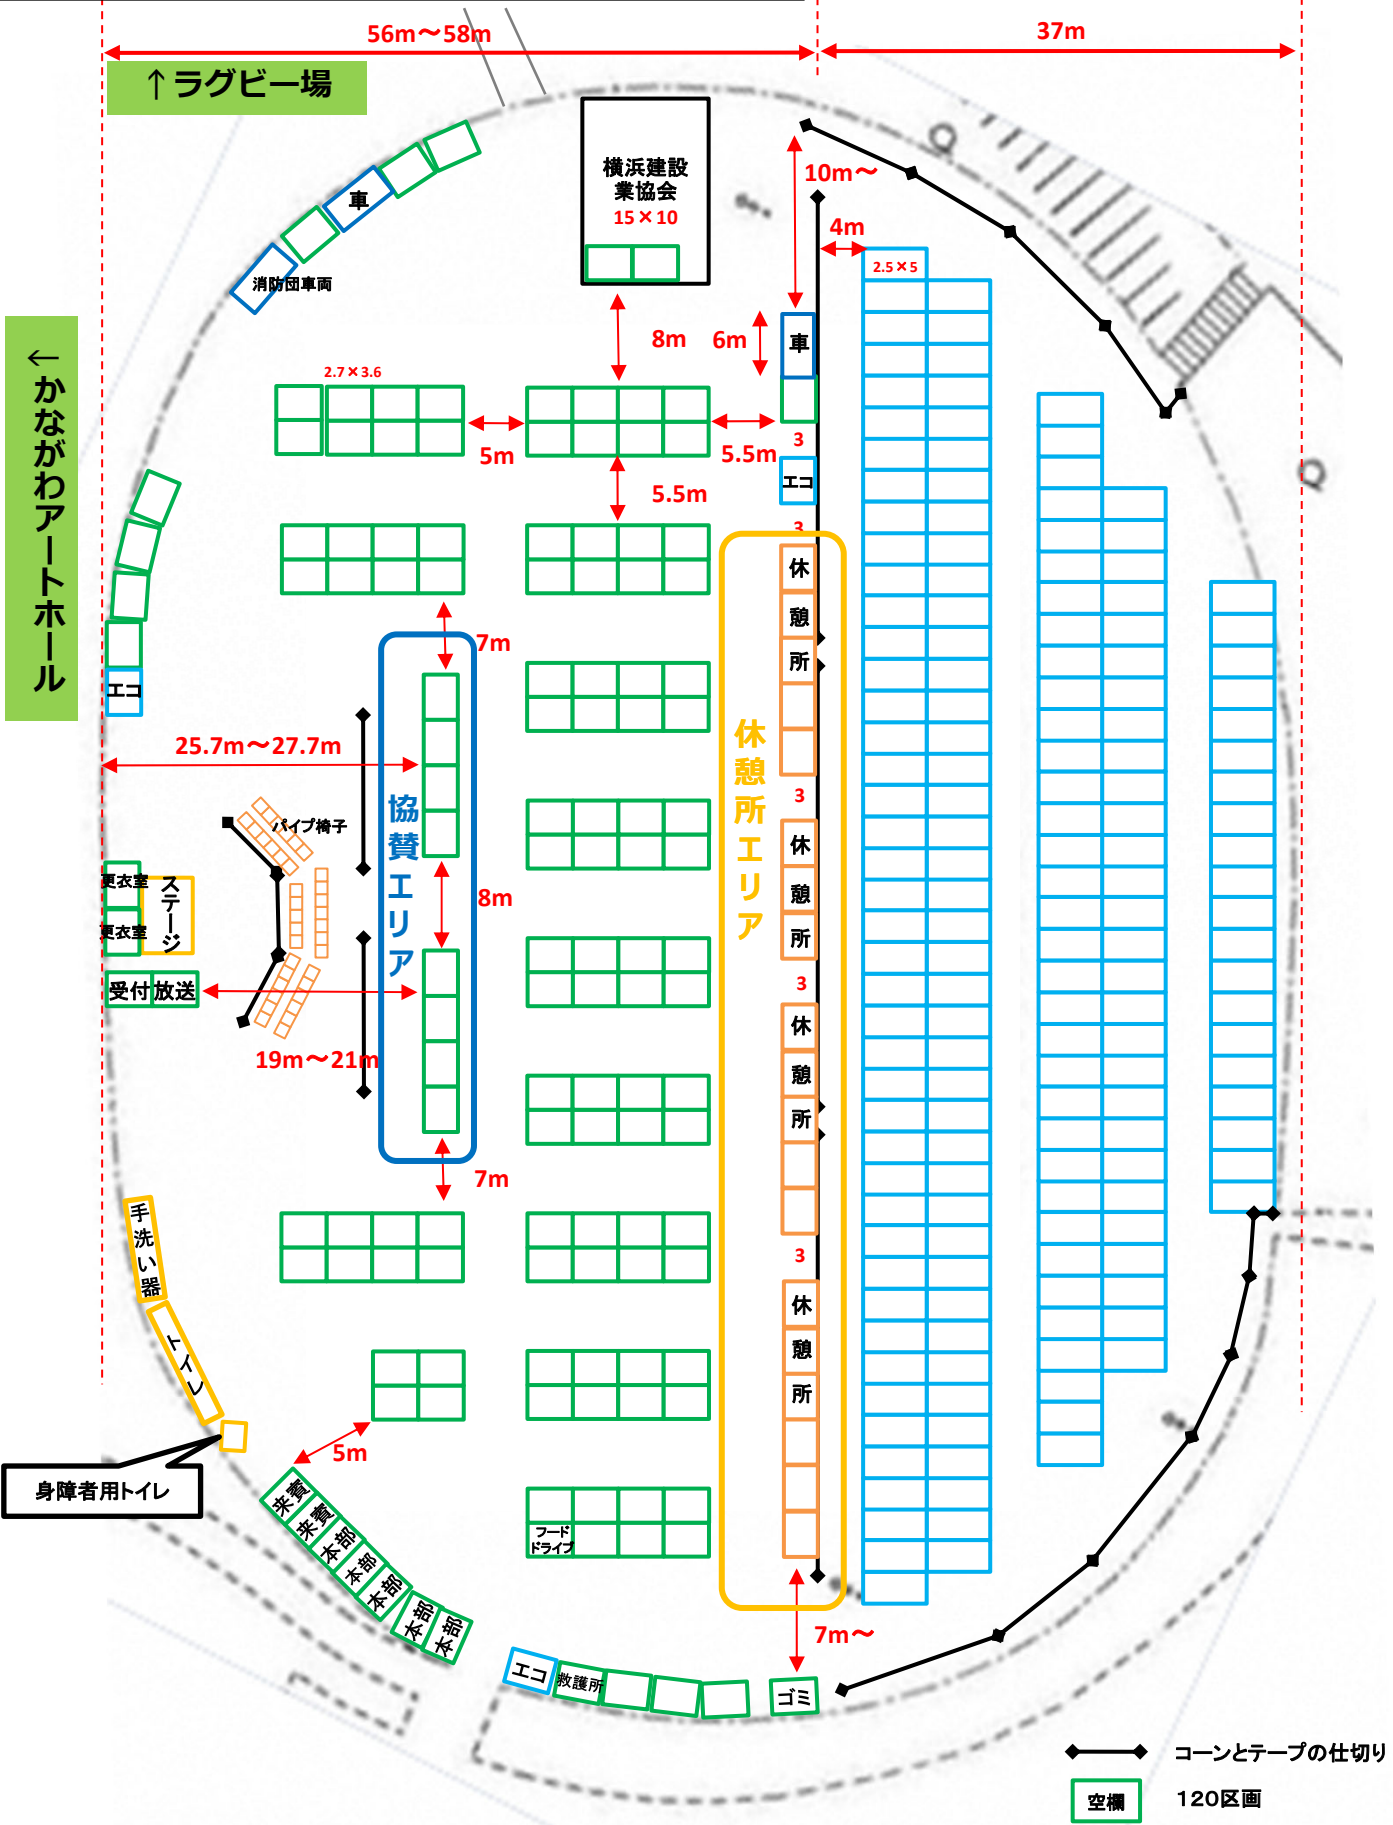 56m～58m
37m
↑ラグビー場
横浜建設
業協会
15×10
10m～
4m
車
消防団車両
2.5×5
←かながわアートホール
8m
6m
車
2.7×3.6
5m
5.5m
3
エコ
5.5m
3
休憩所
7m
エコ
休憩所エリア
25.7m～27.7m
協賛エリア
3
パイプ椅子
休憩所
更衣室
ステージ
更衣室
8m
3
受付
放送
休憩所
19m～21m
7m
手洗い器
3
休憩所
トイレ
5m
身障者用トイレ
来賓
来賓
本部
本部
本部
本部
本部
フード
ドライブ
7m～
エコ
救護所
ゴミ
コーンとテープの仕切り
空欄
120区画